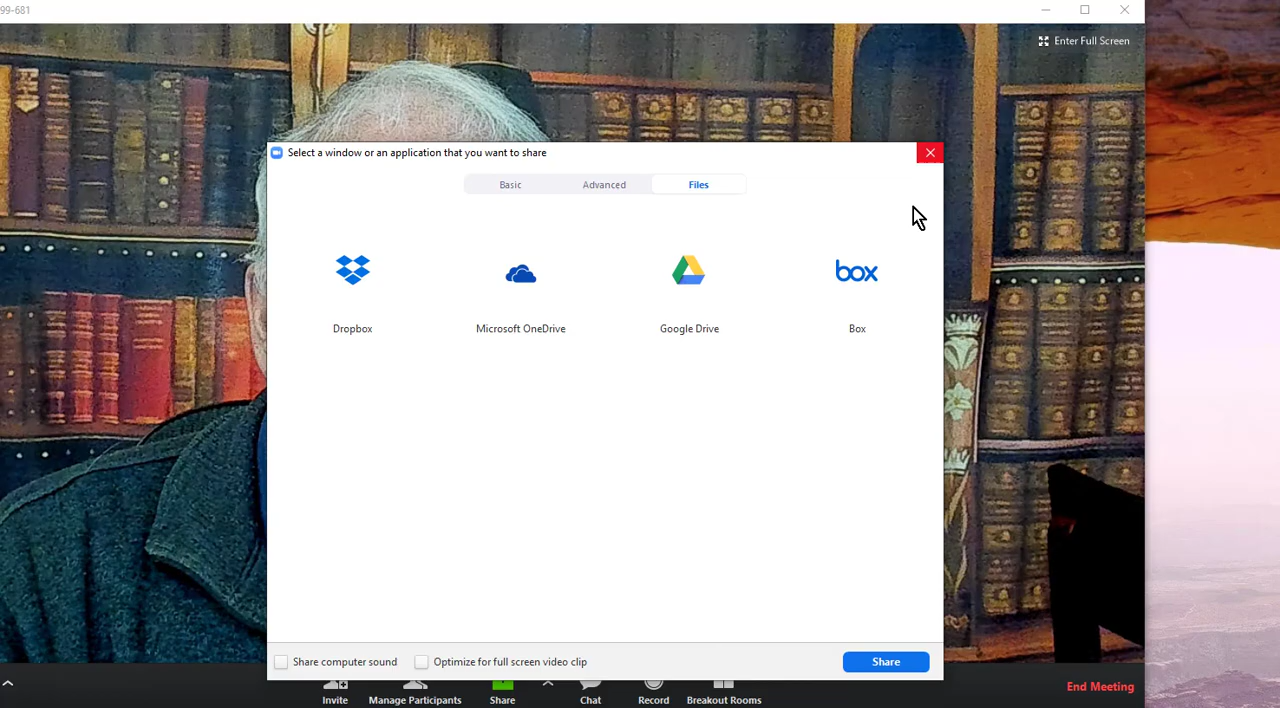 99-681
Enter Full Screen
Select a window or an application that you want to share
Basic Advanced Files
box
Dropbox Microsoft OneDrive Google Drive Box
Share computer sound Optimize for full screen video clip Share
Invite Manage Participants Share Chat Record Breakout Rooms End Meeting